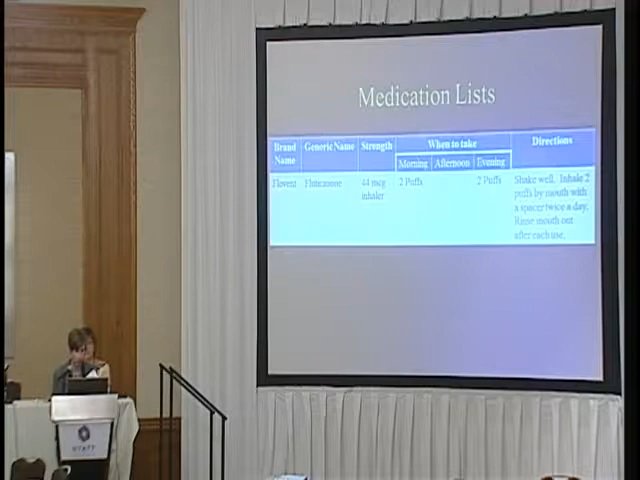 Medication Lists
Brand Name
Generic Name
Strength
When to take
Directions
Morning
Afternoon
Evening
Flovent
Fluticasone
44 mcg
inhaler
2 Puffs
2 Puffs
Shake well. Inhale 2
puffs by mouth with
a spacer twice a day.
Rinse mouth out
after each use.
HYATT